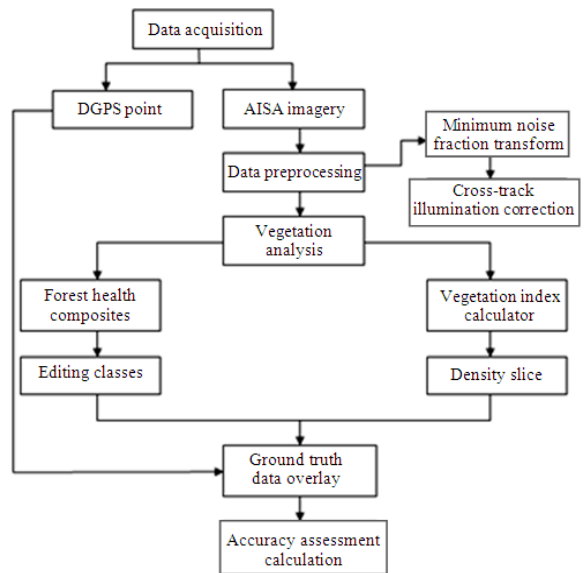 Data acquisition
DGPS point
AISA imagery
Minimum noise
fraction transform
Data preprocessing
Cross-track
illumination correction
Vegetation
analysis
Forest health
composites
Vegetation index
calculator
Editing classes
Density slice
Ground truth
data overlay
Accuracy assessment
calculation